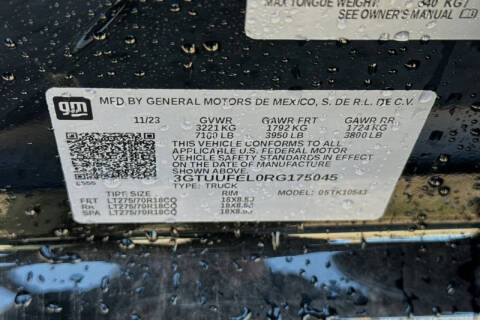 MAX TONGUE WEIGHT 540 KG /
SEE OWNER'S MANUAL
gm
MFD BY GENERAL MOTORS DE MEXICO, S. DE R.L. DE C.V.
11/23 GVWR GAWR FRT GAWR RR
3221 KG 1792 KG 1724 KG
7100 LB 3950 LB 3800 LB
THIS VEHICLE CONFORMS TO ALL
APPLICABLE U.S. FEDERAL MOTOR
VEHICLE SAFETY STANDARDS IN EFFECT
ON THE DATE OF MANUFACTURE SHOWN ABOVE
3GTUUFEL0RG175045
TYPE: TRUCK MODEL: 0STK10543
TIRE SIZE RIM
FRT LT275/70R18CQ 18X8.5J
RR LT275/70R18CQ 18X8.5J
SPA LT275/70R18CQ 18X8.5J